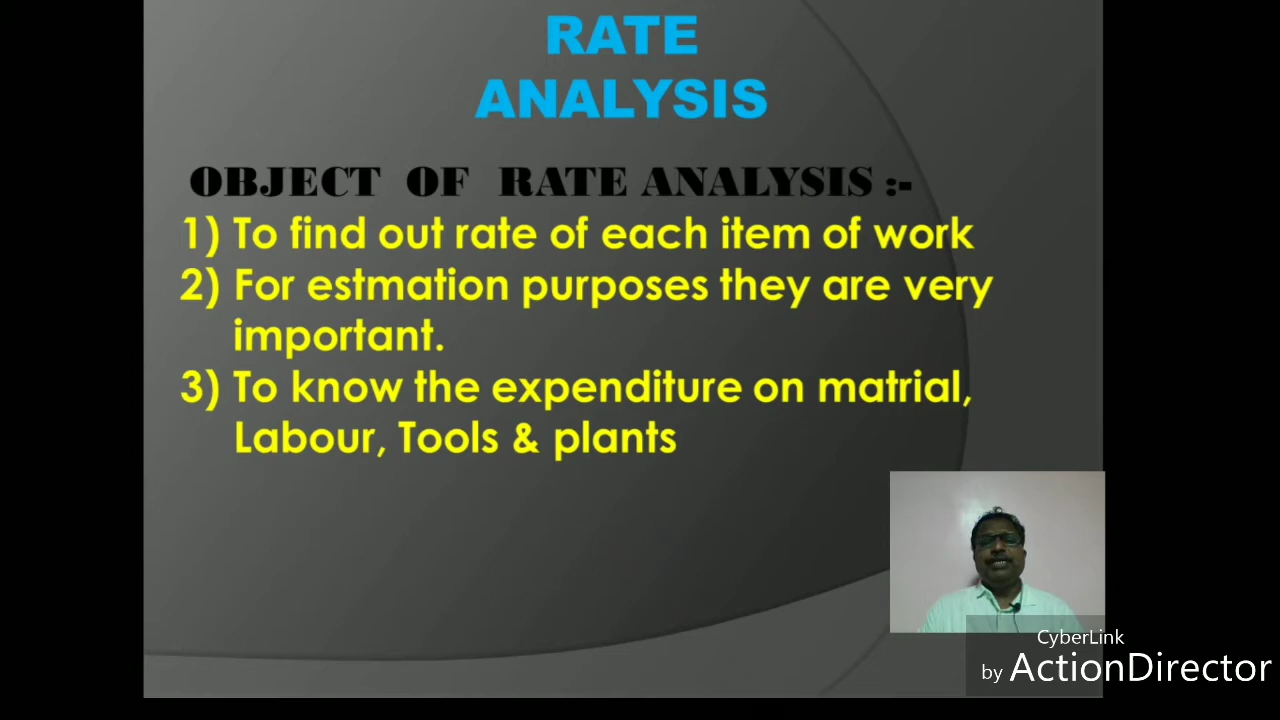 RATE
ANALYSIS
OBJECT OF RATE ANALYSIS :-
1) To find out rate of each item of work
2) For estmation purposes they are very
important.
3) To know the expenditure on matrial,
Labour, Tools & plants
CyberLink
by ActionDirector